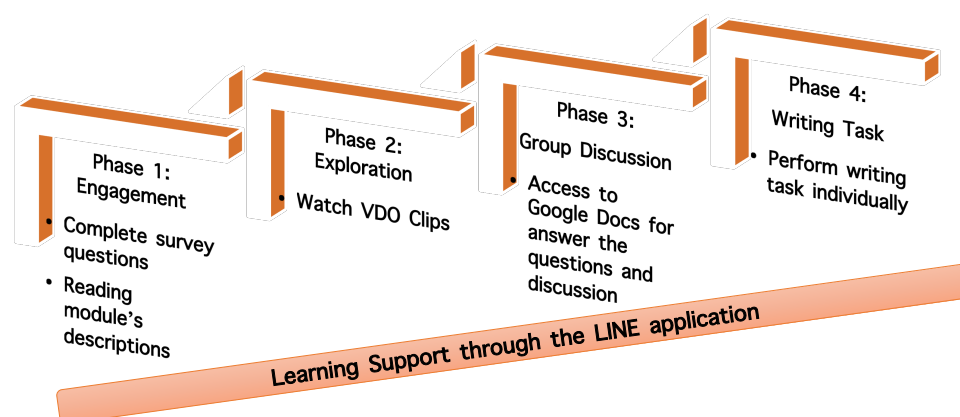 Phase 1:
Engagement
• Complete survey
questions
• Reading
module's
descriptions
Phase 2:
Exploration
• Watch VDO Clips
Phase 3:
Group Discussion
• Access to
Google Docs for
answer the
questions and
discussion
Phase 4:
Writing Task
• Perform writing
task individually
Learning Support through the LINE application